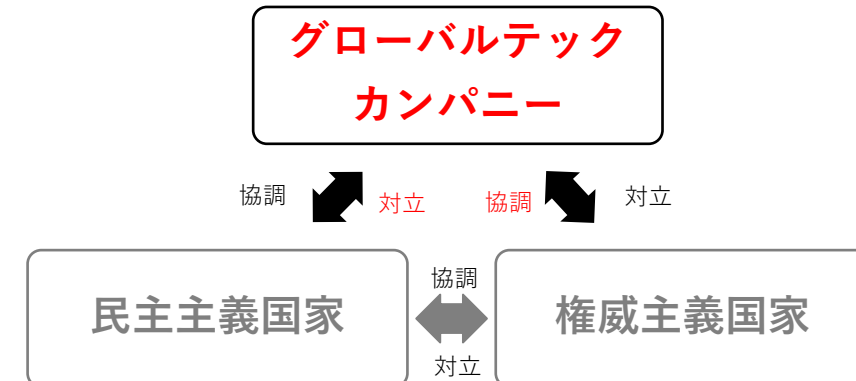 グローバルテック
カンパニー
協調
対立
協調
対立
協調
民主主義国家
権威主義国家
対立